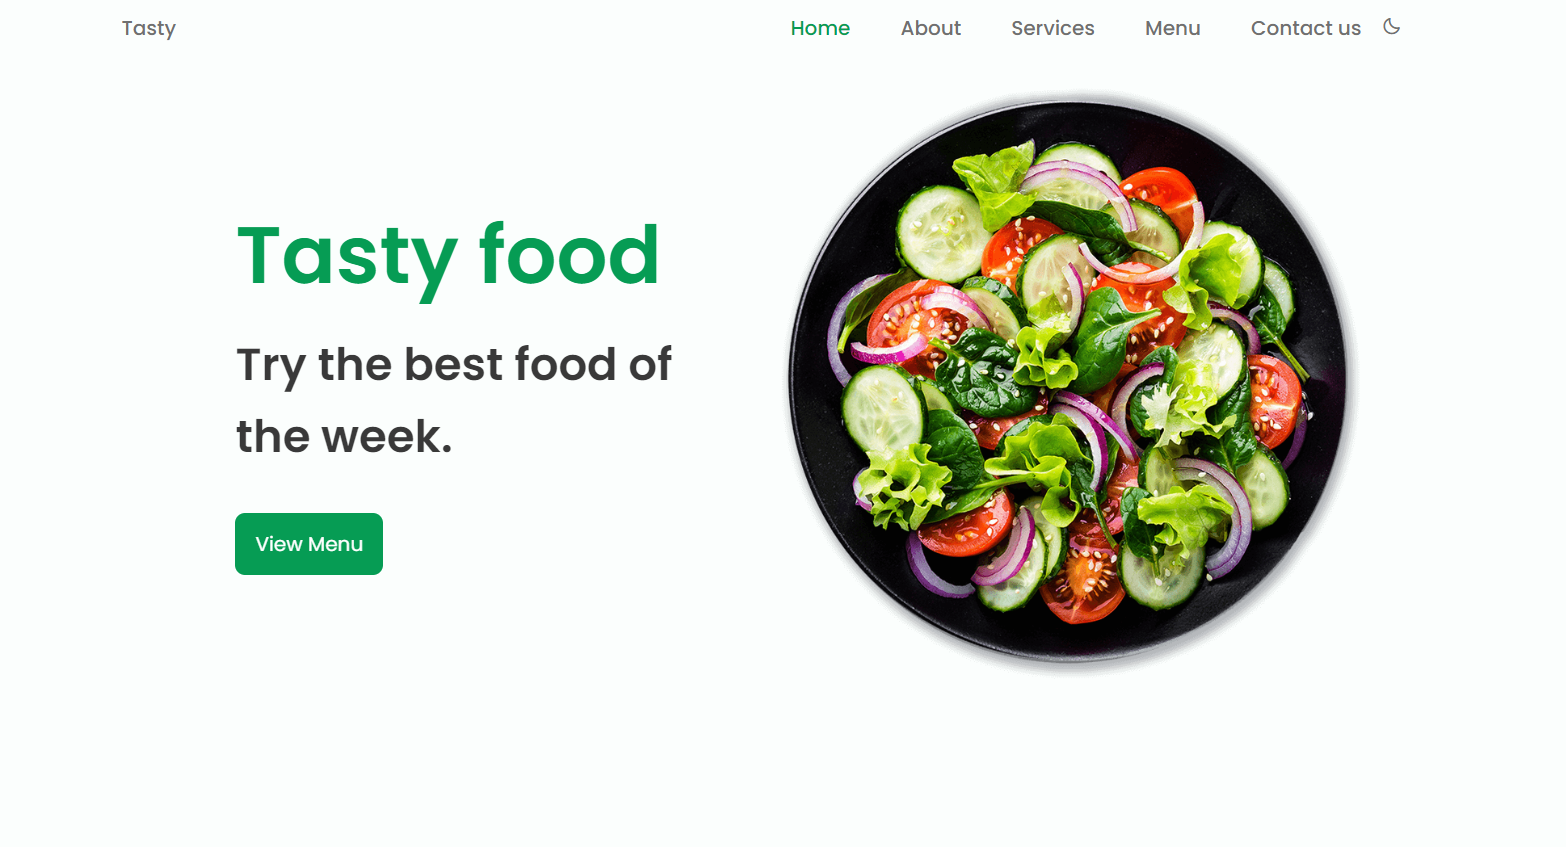 Tasty
Home About Services Menu Contact us
Tasty food
Try the best food of
the week.
View Menu